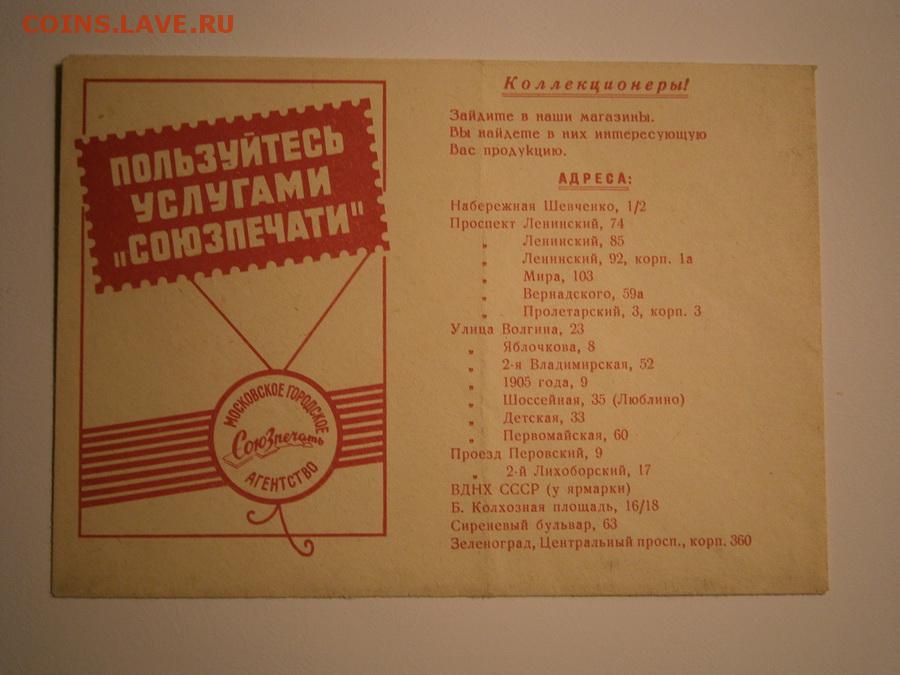 COINS.LAVE.RU
ПОЛЬЗУЙТЕСЬ
УСЛУГАМИ
„СОЮЗПЕЧАТИ"
МОСКОВСКОЕ ГОРОДСКОЕ
Союзпечать
АГЕНТСТВО
Коллекционеры!
Зайдите в наши магазины.
Вы найдете в них интересующую
Вас продукцию.
АДРЕСА:
Набережная Шевченко, 1/2
Проспект Ленинский, 74
„ Ленинский, 85
„ Ленинский, 92, корп. 1а
„ Мира, 103
„ Вернадского, 59а
„ Пролетарский, 3, корп. 3
Улица Волгина, 23
„ Яблочкова, 8
„ 2-я Владимирская, 52
„ 1905 года, 9
„ Шоссейная, 35 (Люблино)
„ Детская, 33
„ Первомайская, 60
Проезд Перовский, 9
„ 2-й Лихоборский, 17
ВДНХ СССР (у ярмарки)
Б. Колхозная площадь, 16/18
Сиреневый бульвар, 63
Зеленоград, Центральный просп., корп. 360